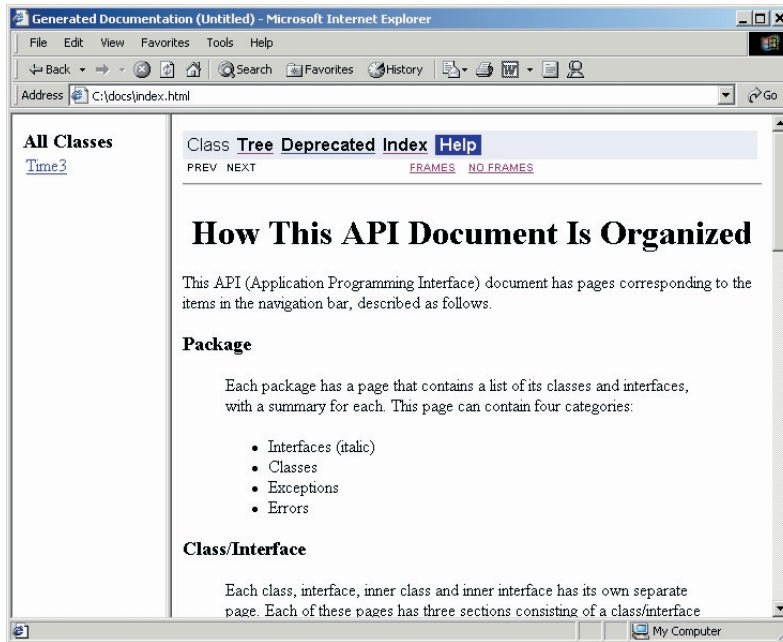 Generated Documentation (Untitled) - Microsoft Internet Explorer
File Edit View Favorites Tools Help
Back Search Favorites History
Address C:\docs\index.html Go
All Classes
Time3
Class Tree Deprecated Index Help
PREV NEXT FRAMES NO FRAMES
How This API Document Is Organized
This API (Application Programming Interface) document has pages corresponding to the
items in the navigation bar, described as follows.
Package
Each package has a page that contains a list of its classes and interfaces,
with a summary for each. This page can contain four categories:
• Interfaces (italic)
• Classes
• Exceptions
• Errors
Class/Interface
Each class, interface, inner class and inner interface has its own separate
page. Each of these pages has three sections consisting of a class/interface
My Computer